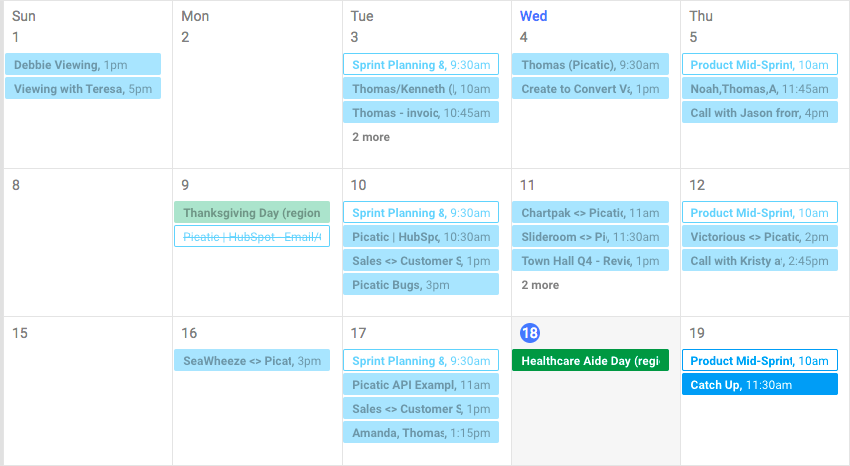 Sun Mon Tue Wed Thu
1 2 3 4 5
Debbie Viewing, 1pm
Viewing with Teresa, 5pm
Sprint Planning &, 9:30am
Thomas/Kenneth (, 10am
Thomas - invoic, 10:45am
2 more
Thomas (Picatic), 9:30am
Create to Convert Va, 1pm
Product Mid-Sprint, 10am
Noah,Thomas,A, 11:45am
Call with Jason from, 4pm
8 9 10 11 12
Thanksgiving Day (region
Picatic | HubSpot - Email/
Sprint Planning &, 9:30am
Picatic | HubSpo, 10:30am
Sales <> Customer S, 1pm
Picatic Bugs, 3pm
Chartpak <> Picatic, 11am
Slideroom <> Pi, 11:30am
Town Hall Q4 - Revie, 1pm
2 more
Product Mid-Sprint, 10am
Victorious <> Picatic, 2pm
Call with Kristy a, 2:45pm
15 16 17 18 19
SeaWheeze <> Picat, 3pm
Sprint Planning &, 9:30am
Picatic API Exampl, 11am
Sales <> Customer S, 1pm
Amanda, Thomas, 1:15pm
Healthcare Aide Day (regi
Product Mid-Sprint, 10am
Catch Up, 11:30am